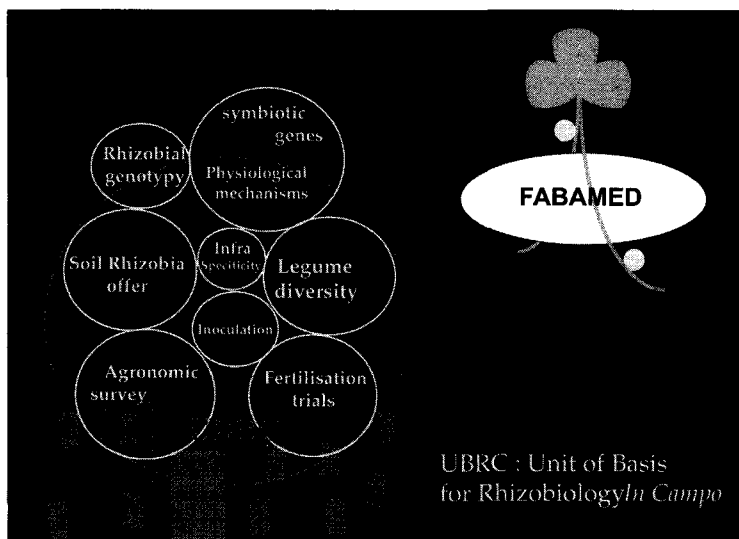 symbiotic
genes
Physiological
mechanisms
Rhizobial
genotypy
Soil Rhizobia
offer
Infra
Specificity
Legume
diversity
Inoculation
Agronomic
survey
Fertilisation
trials
FABAMED
UBRC : Unit of Basis
for RhizobiologyIn Campo